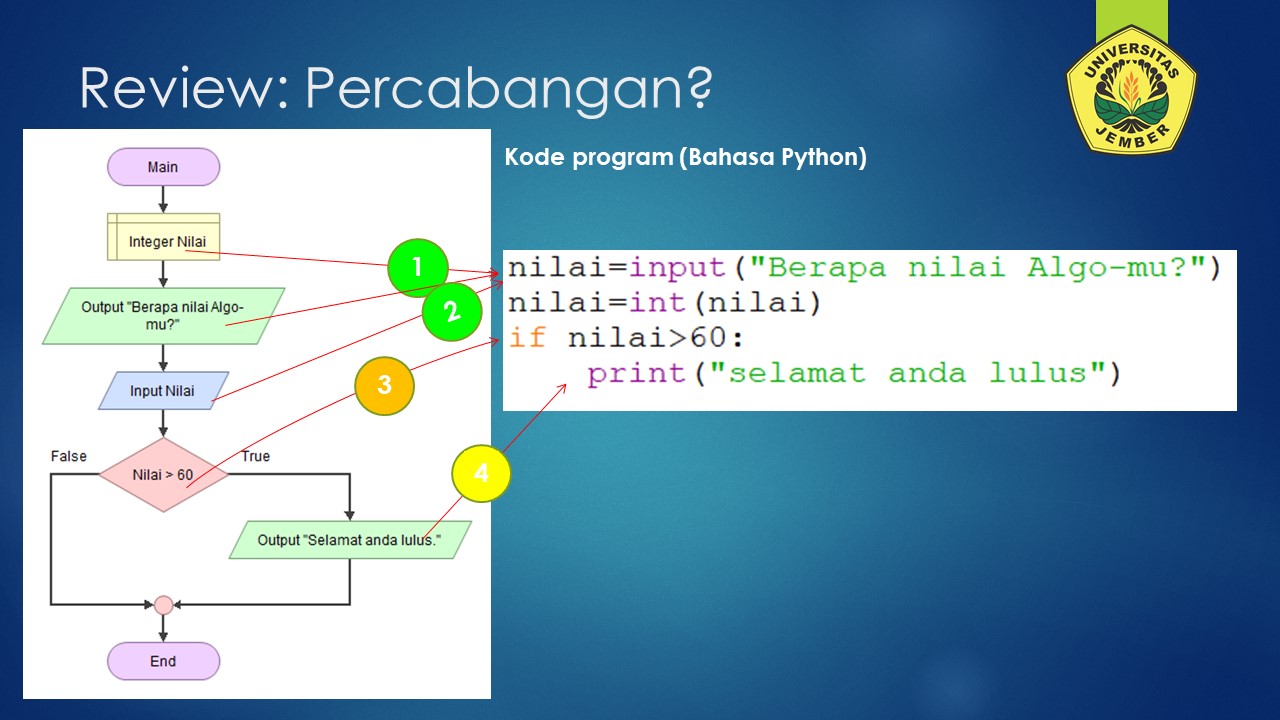 Review: Percabangan?
UNIVERSITAS
JEMBER
Main
Integer Nilai
Output "Berapa nilai Algo-
mu?"
Input Nilai
False
Nilai > 60
True
Output "Selamat anda lulus."
End
1
2
3
4
Kode program (Bahasa Python)
nilai=input("Berapa nilai Algo-mu?")
nilai=int(nilai)
if nilai>60:
    print("selamat anda lulus")